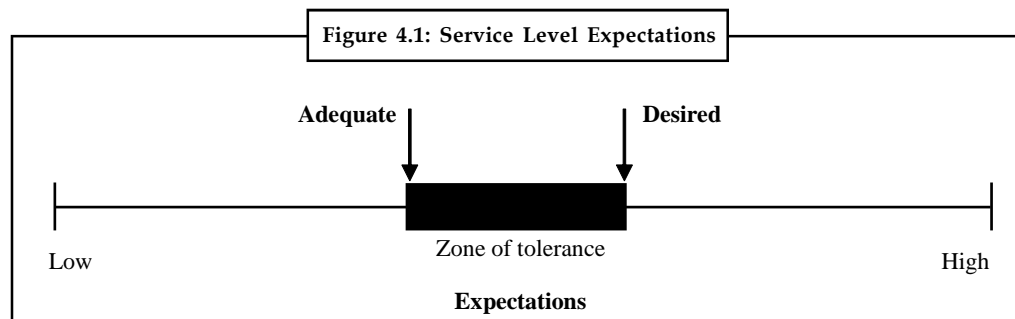 Figure 4.1: Service Level Expectations
Adequate Desired
Zone of tolerance
Low High
Expectations